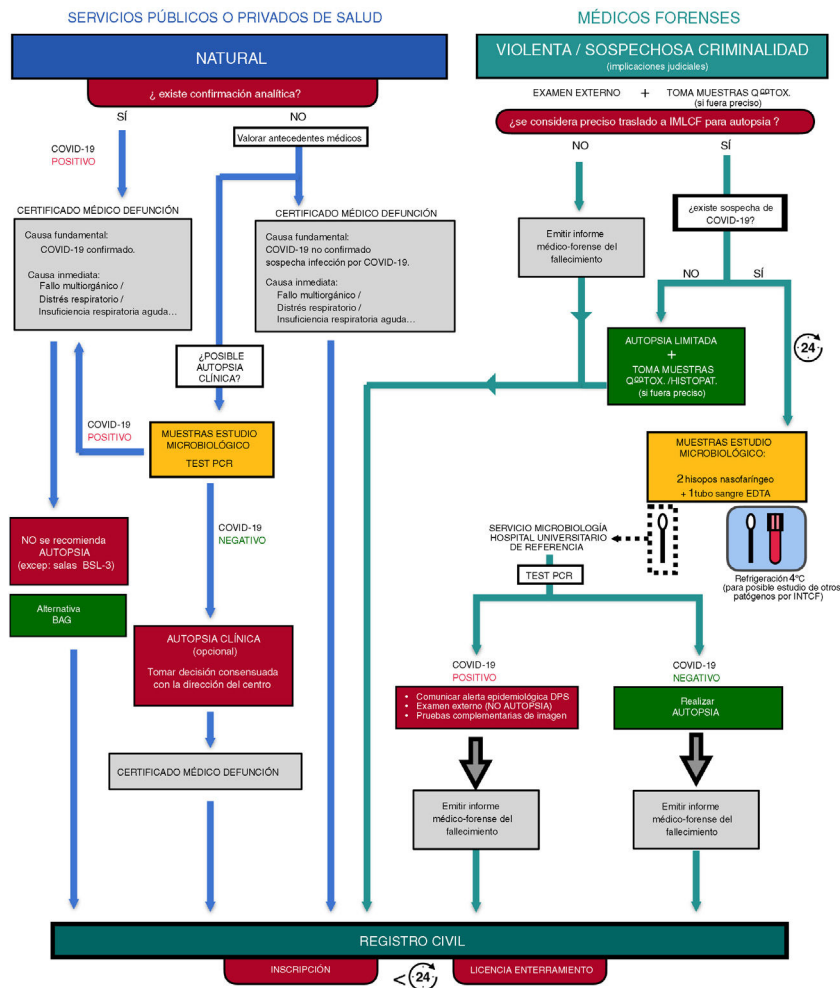 SERVICIOS PÚBLICOS O PRIVADOS DE SALUD
NATURAL
¿ existe confirmación analítica?
SÍ
NO
COVID-19
POSITIVO
Valorar antecedentes médicos
CERTIFICADO MÉDICO DEFUNCIÓN
Causa fundamental:
COVID-19 confirmado.
Causa inmediata:
Fallo multiorgánico /
Distrés respiratorio /
Insuficiencia respiratoria aguda…
CERTIFICADO MÉDICO DEFUNCIÓN
Causa fundamental:
COVID-19 no confirmado
sospecha infección por COVID-19.
Causa inmediata:
Fallo multiorgánico /
Distrés respiratorio /
Insuficiencia respiratoria aguda…
¿POSIBLE
AUTOPSIA
CLÍNICA?
COVID-19
POSITIVO
MUESTRAS ESTUDIO
MICROBIOLÓGICO
TEST PCR
COVID-19
NEGATIVO
NO se recomienda
AUTOPSIA
(excep: salas BSL-3)
Alternativa
BAG
AUTOPSIA CLÍNICA
(opcional)
Tomar decisión consensuada
con la dirección del centro
CERTIFICADO MÉDICO DEFUNCIÓN
MÉDICOS FORENSES
VIOLENTA / SOSPECHOSA CRIMINALIDAD
(implicaciones judiciales)
EXAMEN EXTERNO + TOMA MUESTRAS QCOTOX.
(si fuera preciso)
¿se considera preciso traslado a IMLCF para autopsia ?
NO
SÍ
Emitir informe
médico-forense del
fallecimiento
¿existe sospecha de
COVID-19?
NO
SÍ
24
AUTOPSIA LIMITADA
+
TOMA MUESTRAS
QCOTOX. /HISTOPAT.
(si fuera preciso)
MUESTRAS ESTUDIO
MICROBIOLÓGICO:
2 hisopos nasofaríngeo
+ 1 tubo sangre EDTA
SERVICIO MICROBIOLOGÍA
HOSPITAL UNIVERSITARIO
DE REFERENCIA
Refrigeración 4ºC
(para posible estudio de otros
patógenos por INTCF)
TEST PCR
COVID-19
POSITIVO
COVID-19
NEGATIVO
• Comunicar alerta epidemiológica DPS
• Examen externo (NO AUTOPSIA)
• Pruebas complementarias de imagen
Realizar
AUTOPSIA
Emitir informe
médico-forense del
fallecimiento
Emitir informe
médico-forense del
fallecimiento
REGISTRO CIVIL
INSCRIPCIÓN
< 24
LICENCIA ENTERRAMIENTO